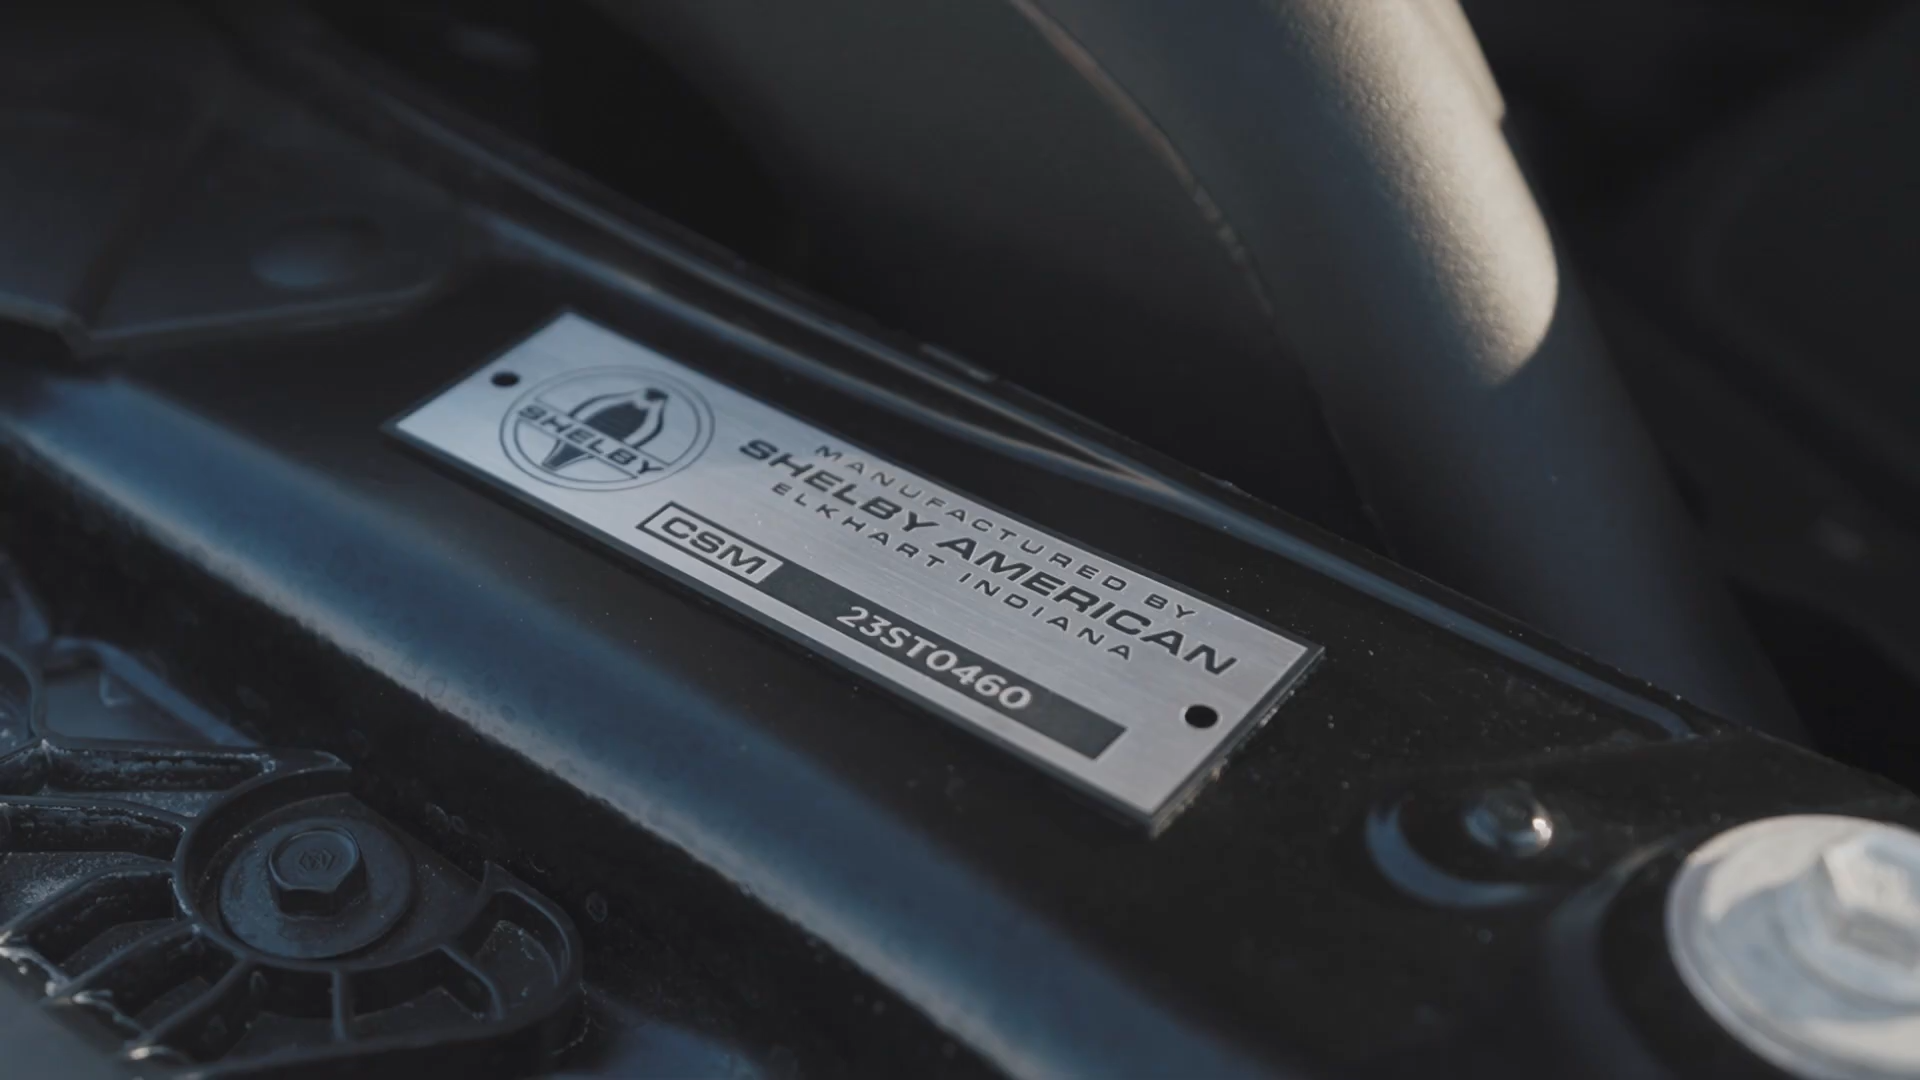 SHELBY
MANUFACTURED BY
SHELBY AMERICAN
ELKHART INDIANA
CSM 23ST0460